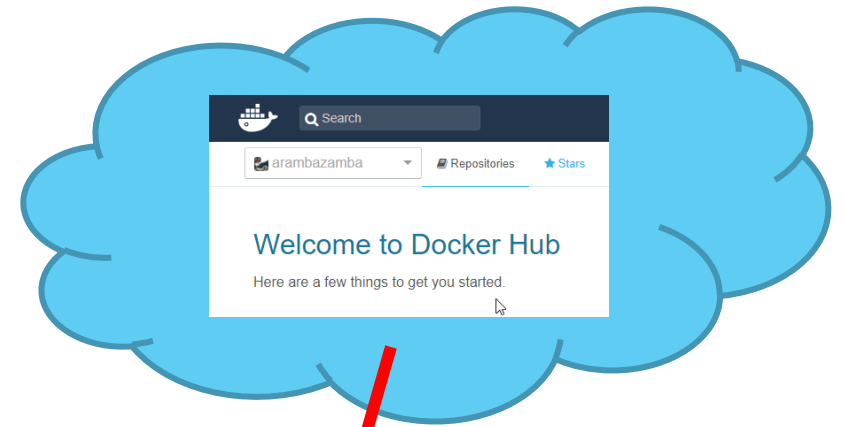 Search
arambazamba
Repositories
Stars
Welcome to Docker Hub
Here are a few things to get you started.